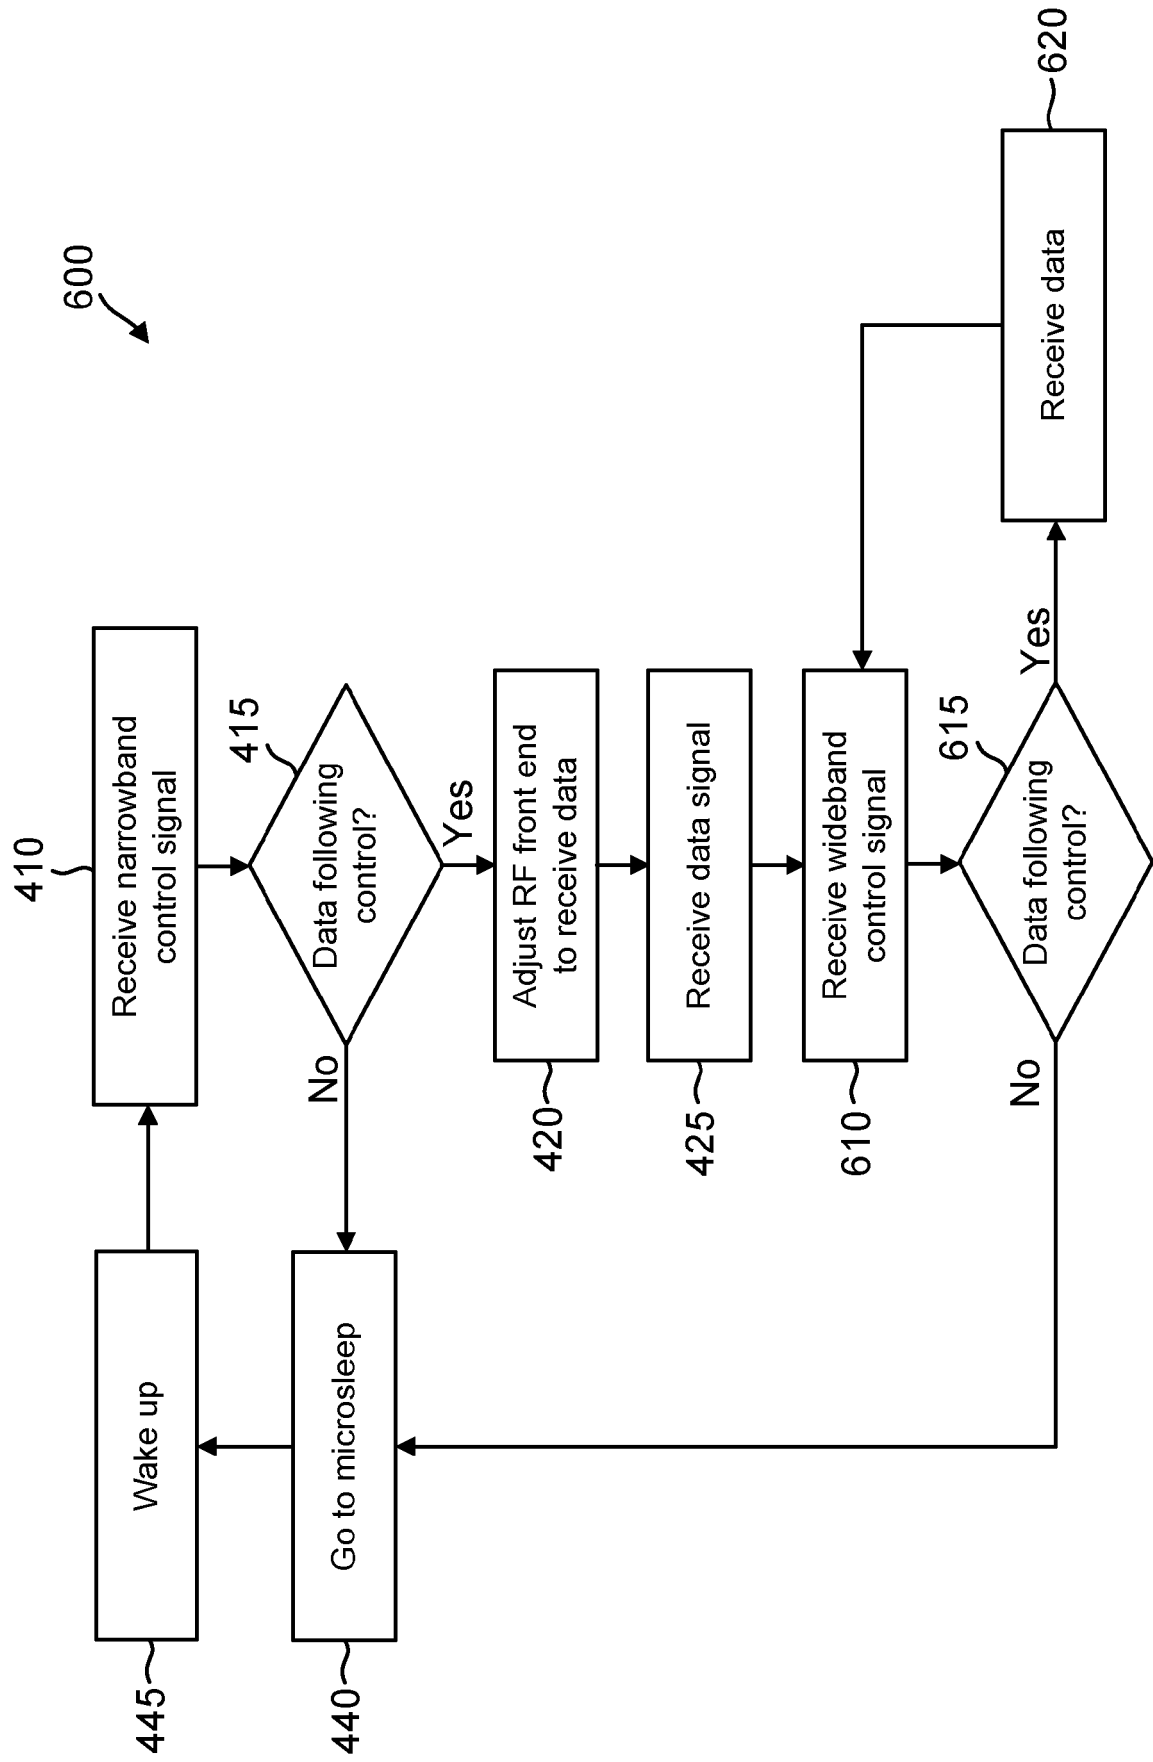 600
410
Receive narrowband
control signal
445
Wake up
415
Data following
control?
No
Yes
440
Go to microsleep
420
Adjust RF front end
to receive data
425
Receive data signal
610
Receive wideband
control signal
615
Data following
control?
No
Yes
620
Receive data